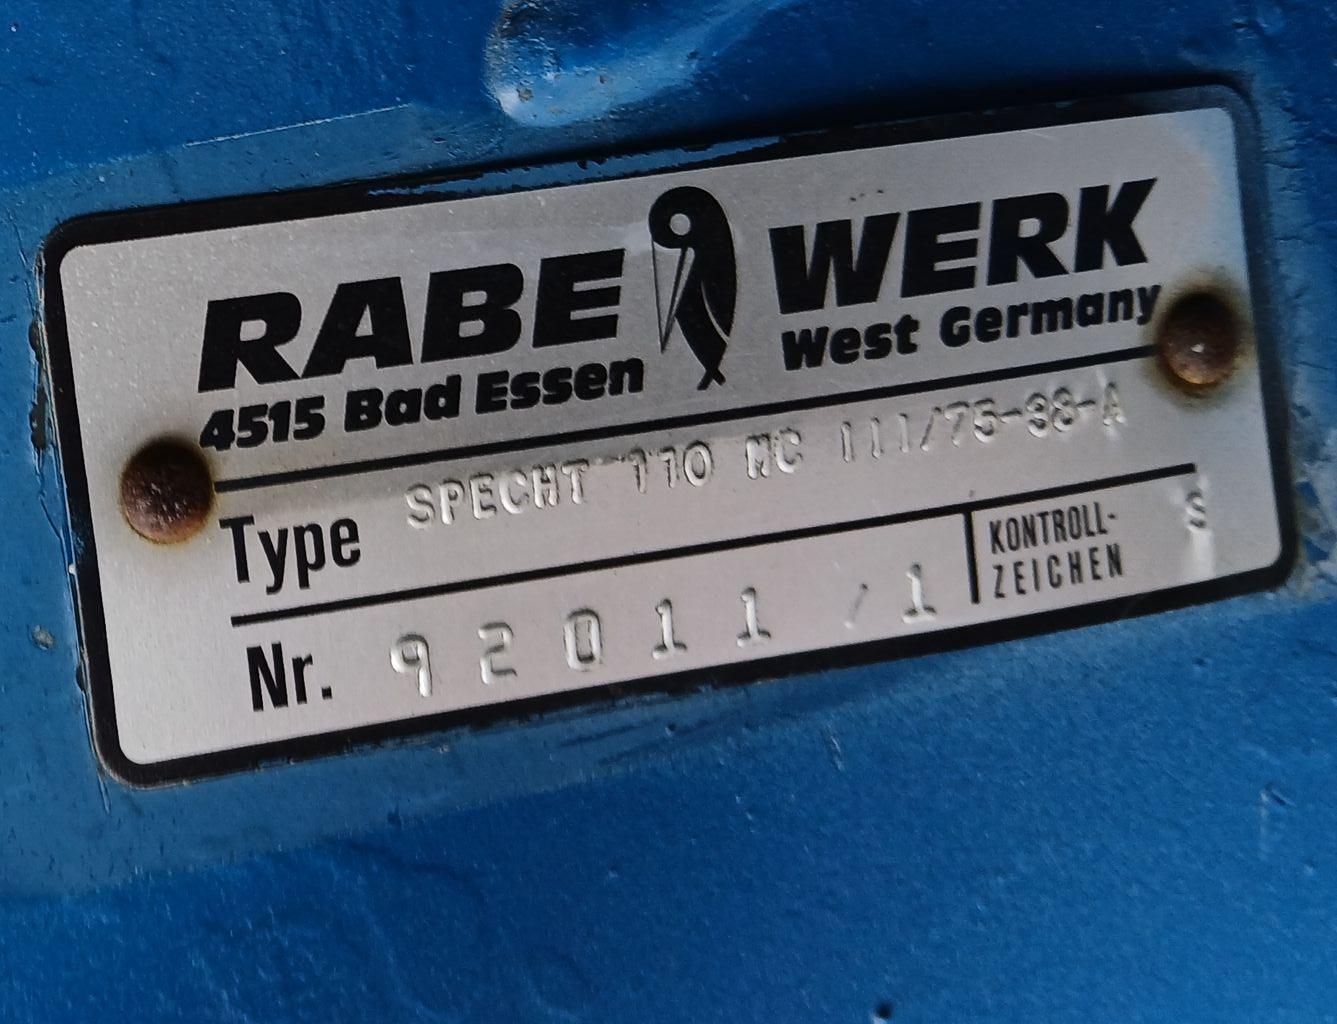 RABE WERK
4515 Bad Essen West Germany
Type SPECHT 110 MC 111/75-38-A
Nr. 92011 /1 KONTROLL-
ZEICHEN S